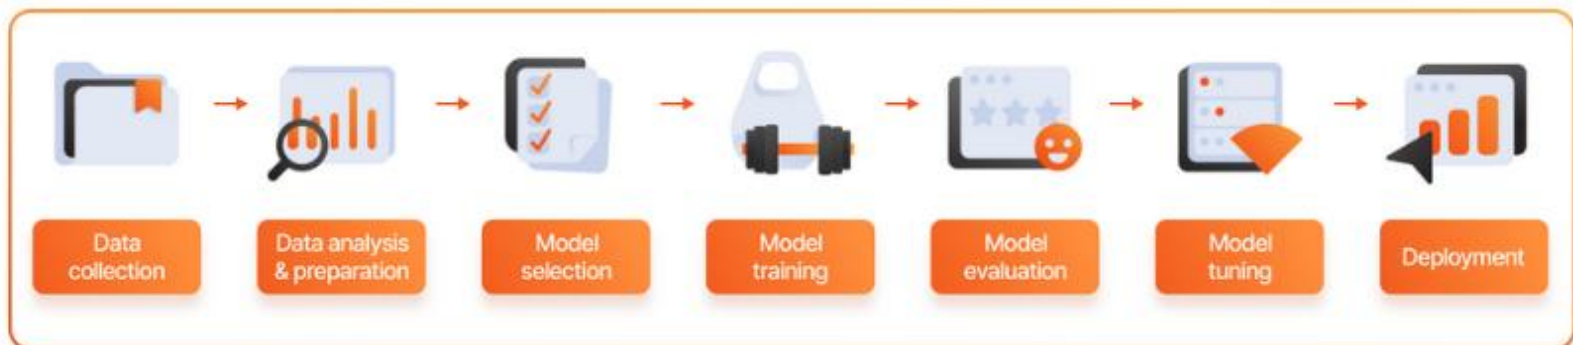 Data
collection
Data analysis
& preparation
Model
selection
Model
training
Model
evaluation
Model
tuning
Deployment